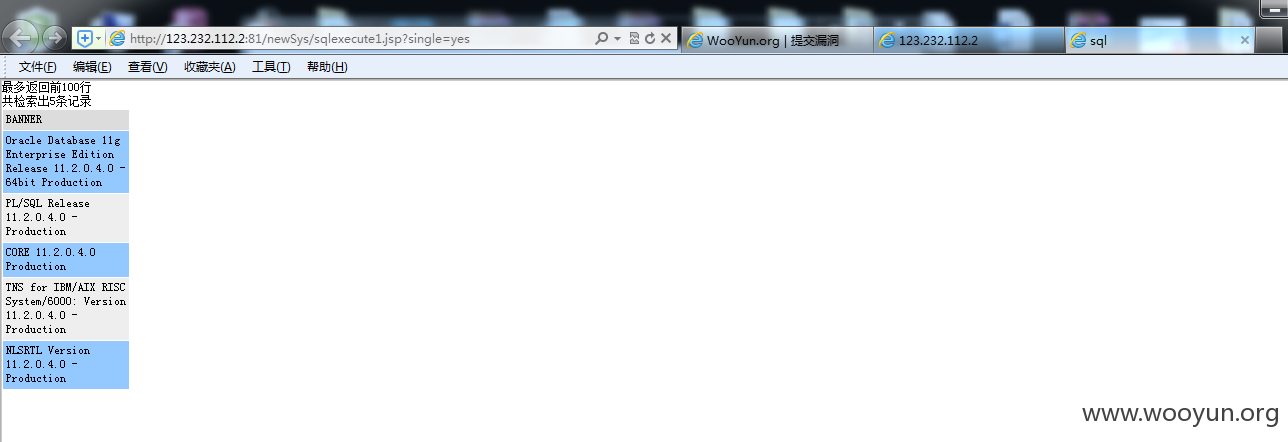 http://123.232.112.2:81/newSys/sqlexecute1.jsp?single=yes
WooYun.org | 提交漏洞
123.232.112.2
sql
文件(F) 编辑(E) 查看(V) 收藏夹(A) 工具(T) 帮助(H)
最多返回前100行
共检索出5条记录
BANNER
Oracle Database 11g
Enterprise Edition
Release 11.2.0.4.0 -
64bit Production
PL/SQL Release
11.2.0.4.0 -
Production
CORE 11.2.0.4.0
Production
TNS for IBM/AIX RISC
System/6000: Version
11.2.0.4.0 -
Production
NLSRTL Version
11.2.0.4.0 -
Production
www.wooyun.org